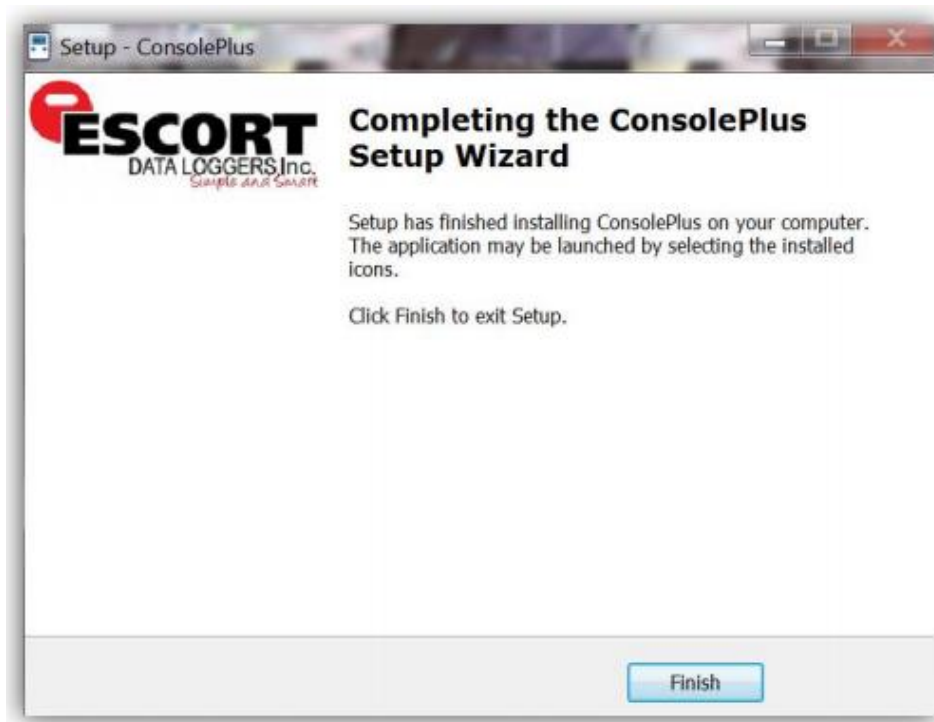 Setup - ConsolePlus
ESCORT
DATA LOGGERS,Inc.
Simple and Smart
Completing the ConsolePlus
Setup Wizard
Setup has finished installing ConsolePlus on your computer.
The application may be launched by selecting the installed
icons.
Click Finish to exit Setup.
Finish